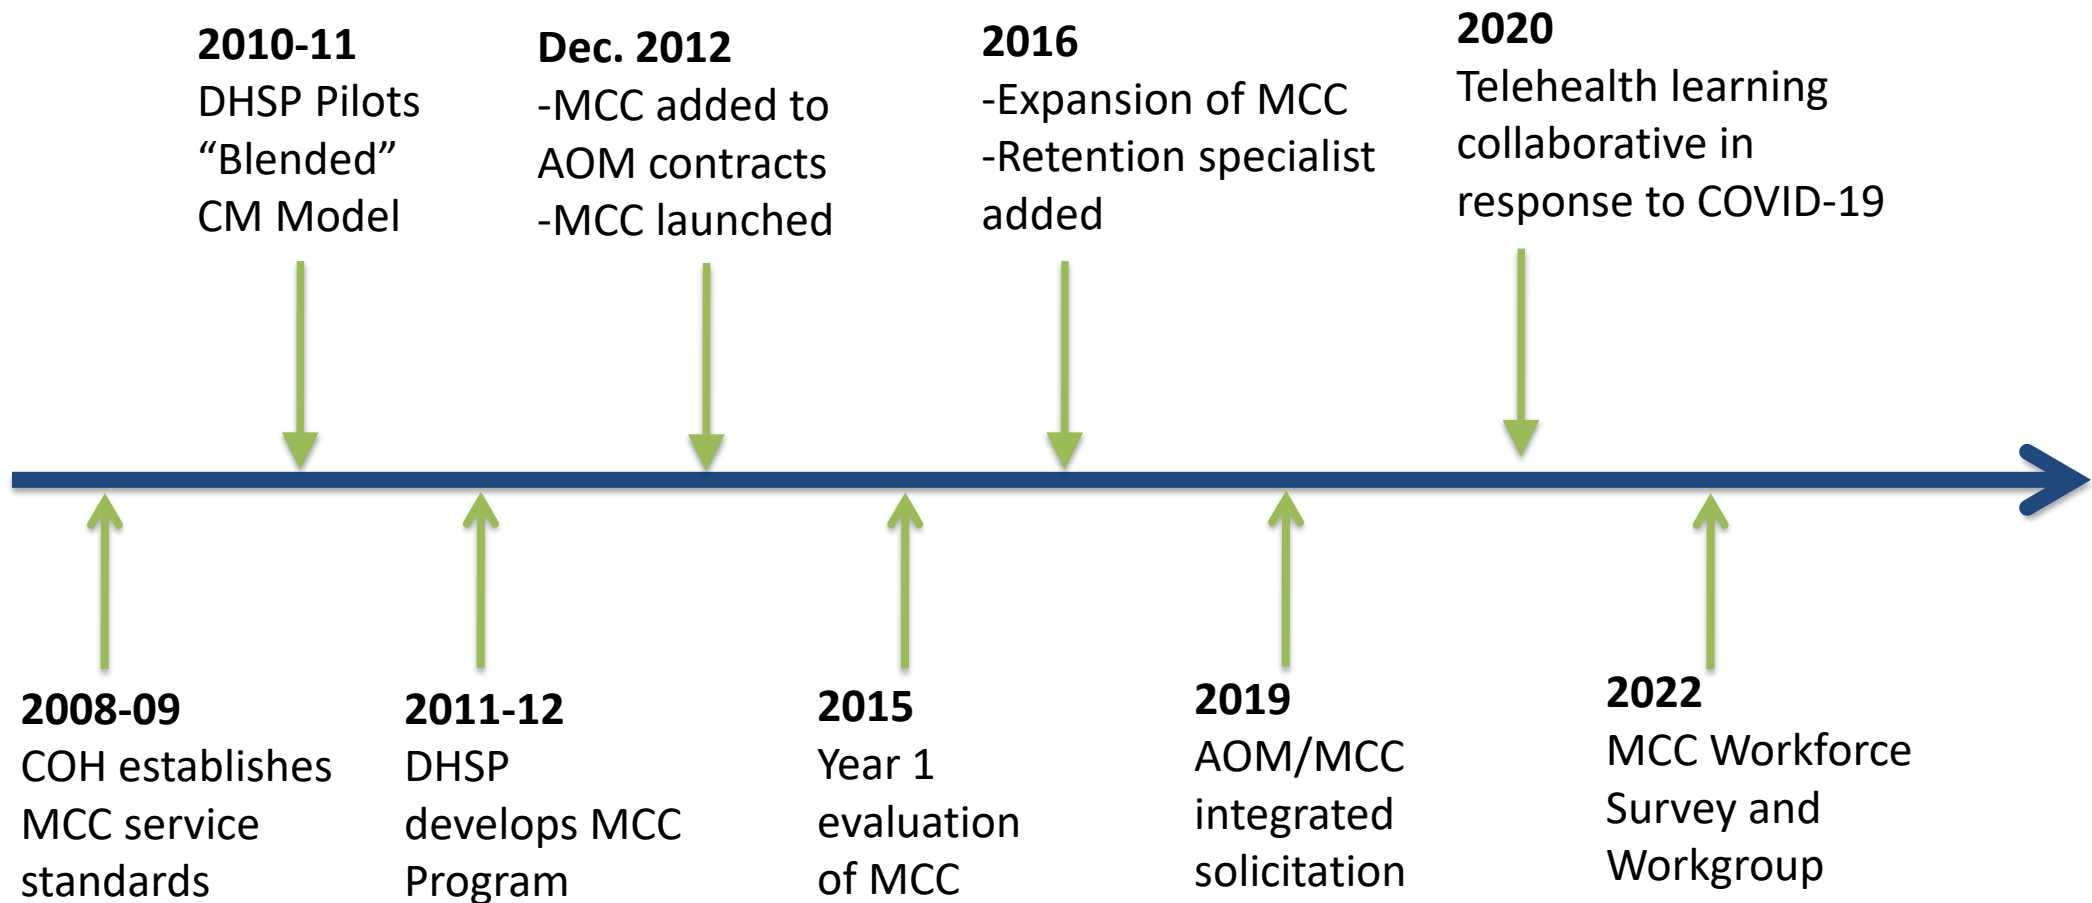 2010-11
DHSP Pilots
“Blended”
CM Model
Dec. 2012
-MCC added to
AOM contracts
-MCC launched
2016
-Expansion of MCC
-Retention specialist
added
2020
Telehealth learning
collaborative in
response to COVID-19
2008-09
COH establishes
MCC service
standards
2011-12
DHSP
develops MCC
Program
2015
Year 1
evaluation
of MCC
2019
AOM/MCC
integrated
solicitation
2022
MCC Workforce
Survey and
Workgroup